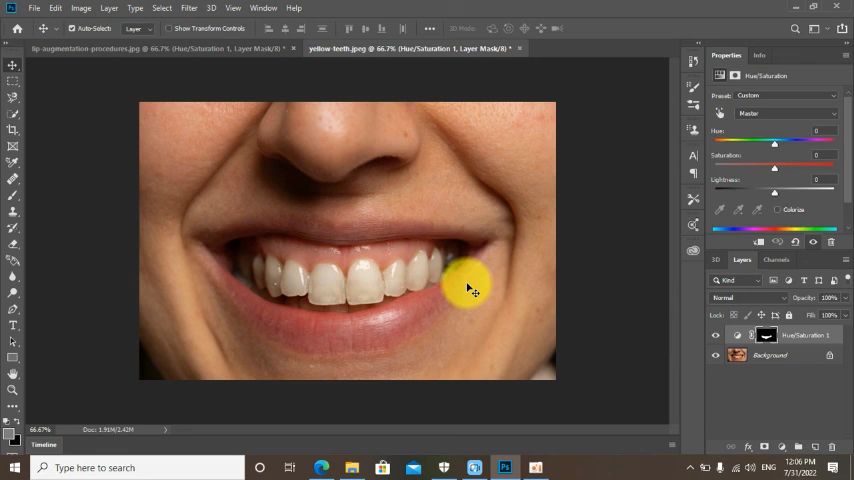 File Edit Image Layer Type Select Filter 3D View Window Help
Auto-Select: Layer Show Transform Controls 3D Mode:
lip-augmentation-procedures.jpg @ 66.7% (Hue/Saturation 1, Layer Mask/8) * ×
yellow-teeth.jpeg @ 66.7% (Hue/Saturation 1, Layer Mask/8) * ×
Properties Info
Hue/Saturation
Preset: Custom
Master
Hue: 0
Saturation: 0
Lightness: 0
Colorize
3D Layers Channels
Kind
Normal Opacity: 100%
Lock: Fill: 100%
Hue/Saturation 1
Background
66.67% Doc: 1.91M/2.42M
Timeline
Type here to search
Ps
ENG
12:06 PM
7/31/2022